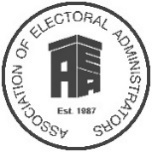 ASSOCIATION OF ELECTORAL ADMINISTRATORS
AEA
Est. 1987